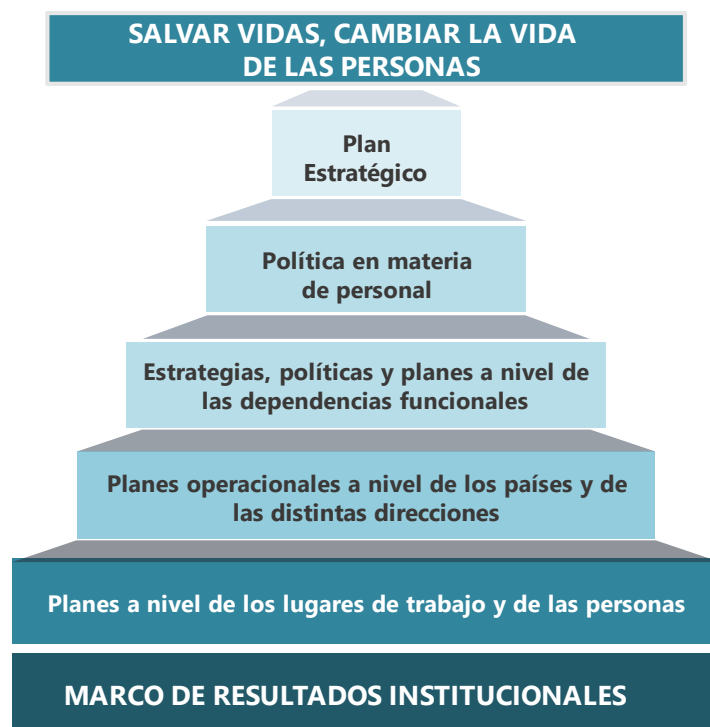 SALVAR VIDAS, CAMBIAR LA VIDA
DE LAS PERSONAS
Plan
Estratégico
Política en materia
de personal
Estrategias, políticas y planes a nivel de
las dependencias funcionales
Planes operacionales a nivel de los países y de
las distintas direcciones
Planes a nivel de los lugares de trabajo y de las personas
MARCO DE RESULTADOS INSTITUCIONALES